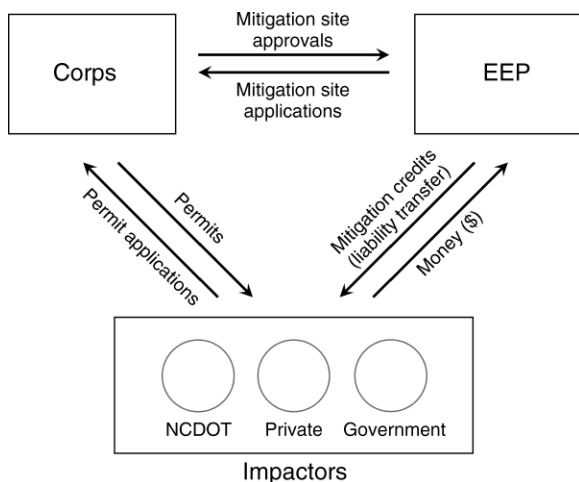 Mitigation site
approvals
Corps
EEP
Mitigation site
applications
Permits
Permit applications
Mitigation credits
(liability transfer)
Money ($)
NCDOT
Private
Government
Impactors